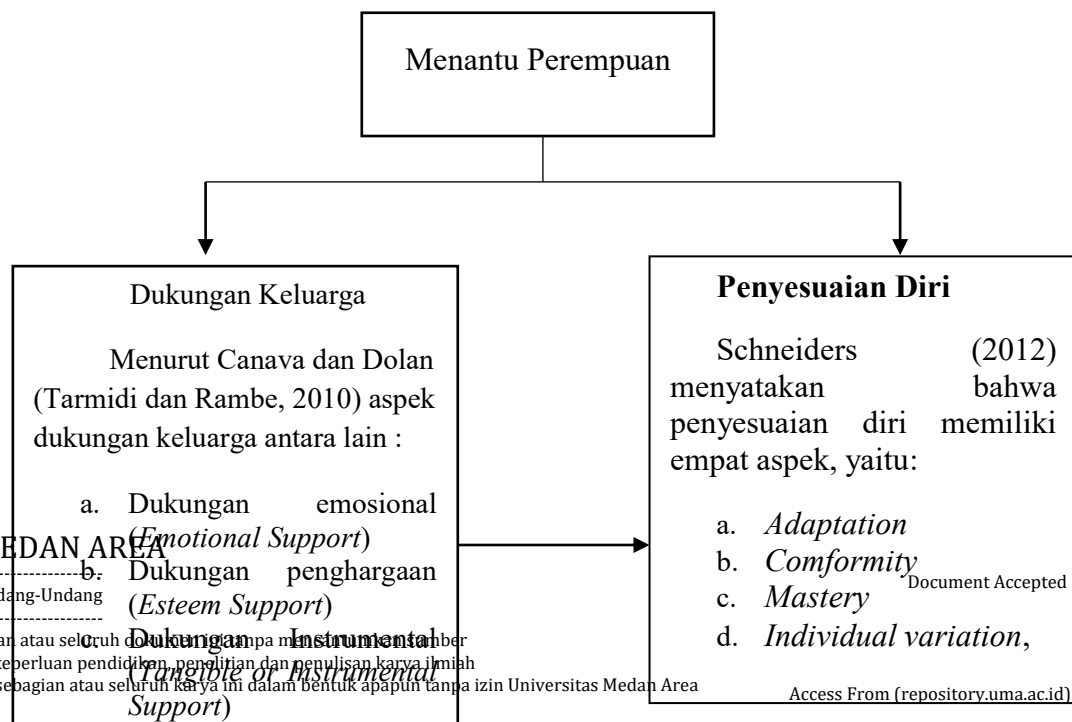 Menantu Perempuan
Dukungan Keluarga
Menurut Canava dan Dolan
(Tarmidi dan Rambe, 2010) aspek
dukungan keluarga antara lain :
a. Dukungan emosional
(Emotional Support)
b. Dukungan penghargaan
(Esteem Support)
c. Dukungan Instrumental
(Tangible or Instrumental
Support)
Penyesuaian Diri
Schneiders (2012)
menyatakan bahwa
penyesuaian diri memiliki
empat aspek, yaitu:
a. Adaptation
b. Comformity
c. Mastery
d. Individual variation,
EDAN AREA
dang-Undang
Document Accepted
an atau seluruh dokumen ini tanpa mencantumkan sumber
keperluan pendidikan, penelitian dan penulisan karya ilmiah
sebagian atau seluruh karya ini dalam bentuk apapun tanpa izin Universitas Medan Area
Access From (repository.uma.ac.id)